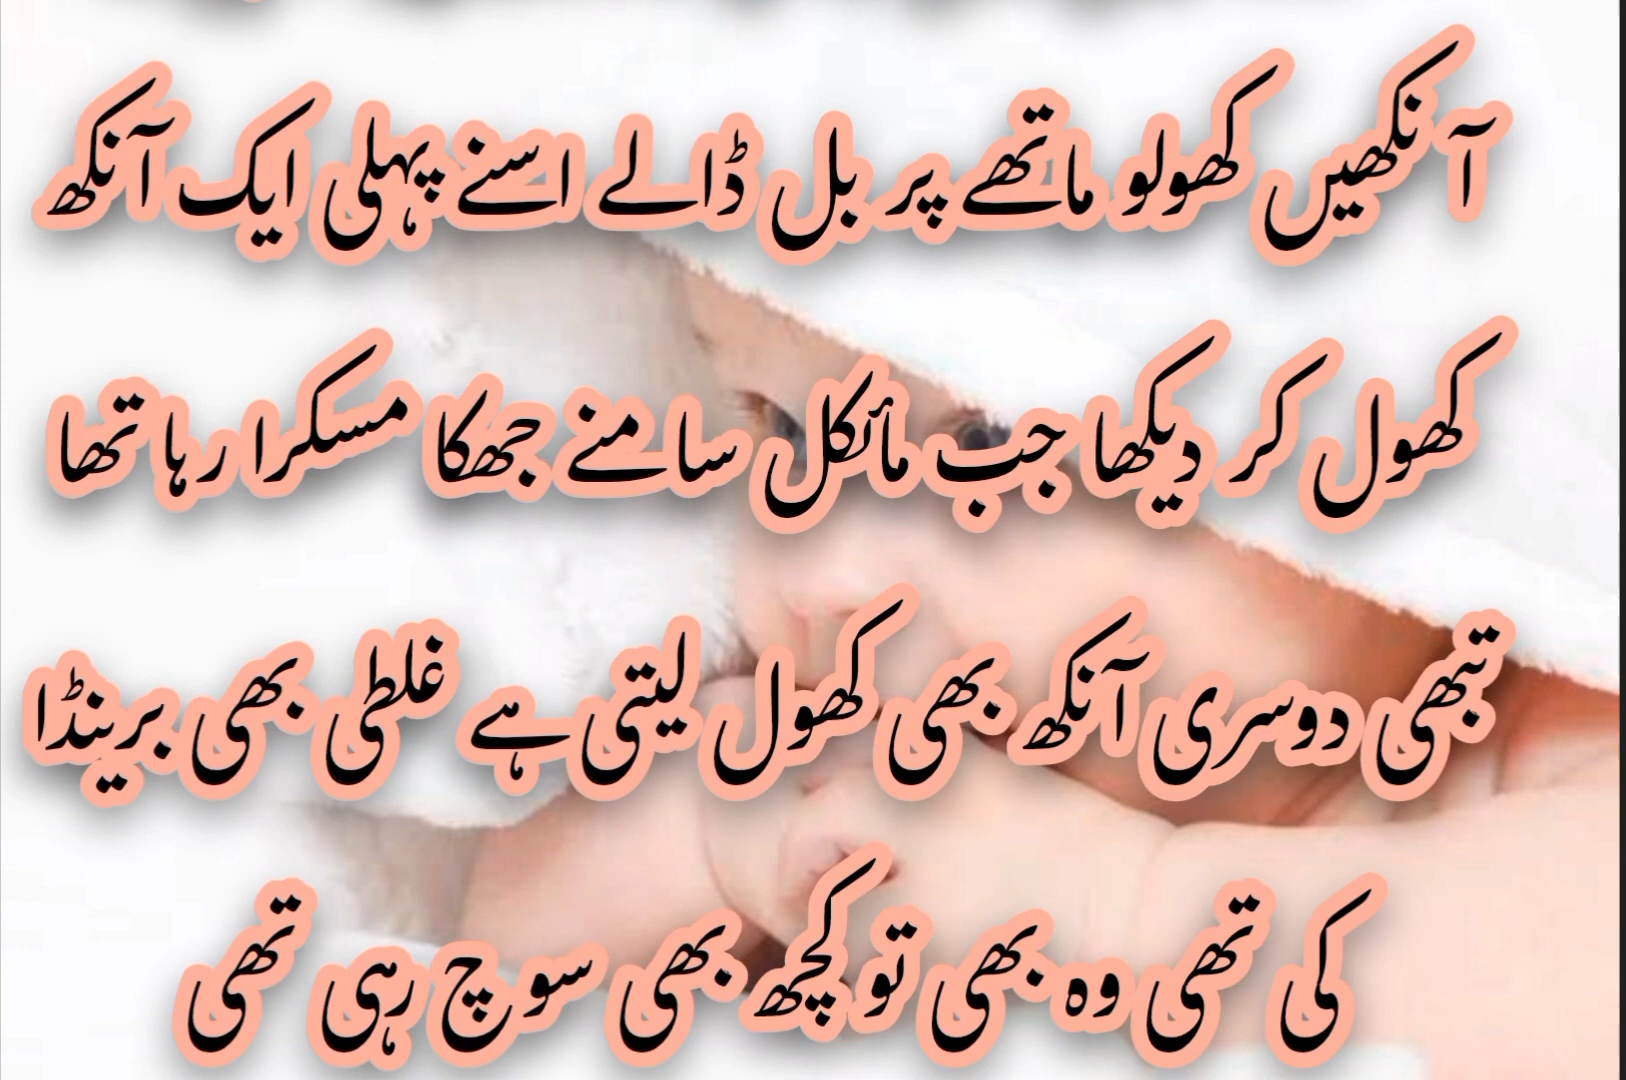 آنکھیں کھولو ماتھے پر بل ڈالے اسنے پہلی ایک آنکھ
کھول کر دیکھا جب مائکل سامنے جھکا مسکرا رہا تھا
تبھی دوسری آنکھ بھی کھول لیتی ہے غلطی بھی برینڈا
کی تھی وہ بھی تو کچھ بھی سوچ رہی تھی